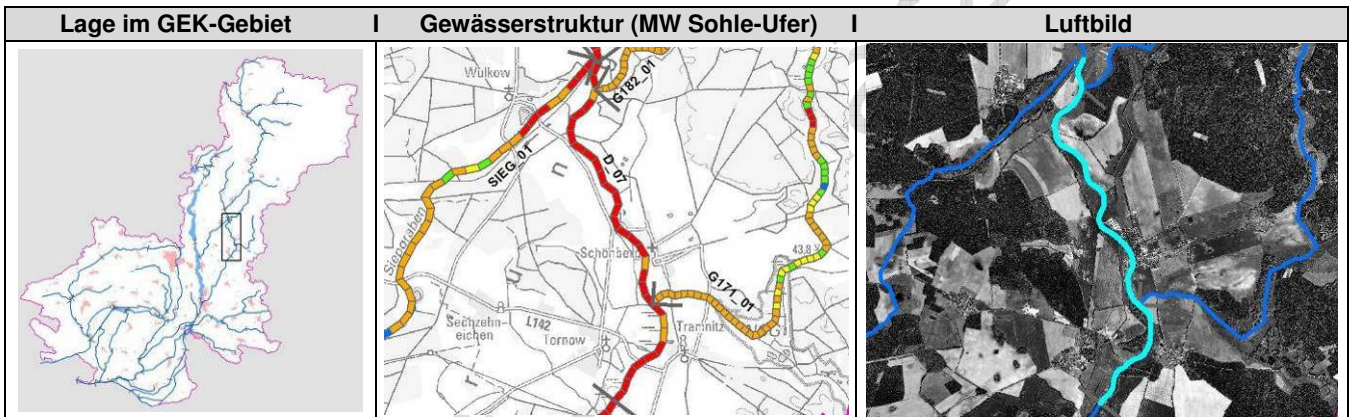 Lage im GEK-Gebiet I Gewässerstruktur (MW Sohle-Ufer) I Luftbild
Wulkow
G182_01
SIEG_01
D_07
n
Siepgraben
u
Schönberg
43,8
G171_01
Sechzehn-
eichen
L142
Tornow
Tramnitz
r